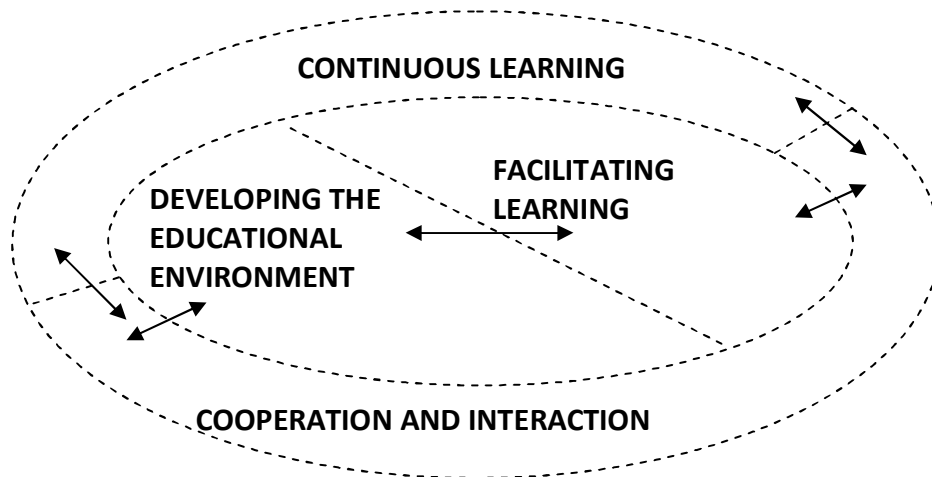 CONTINUOUS LEARNING
FACILITATING
LEARNING
DEVELOPING THE
EDUCATIONAL
ENVIRONMENT
COOPERATION AND INTERACTION